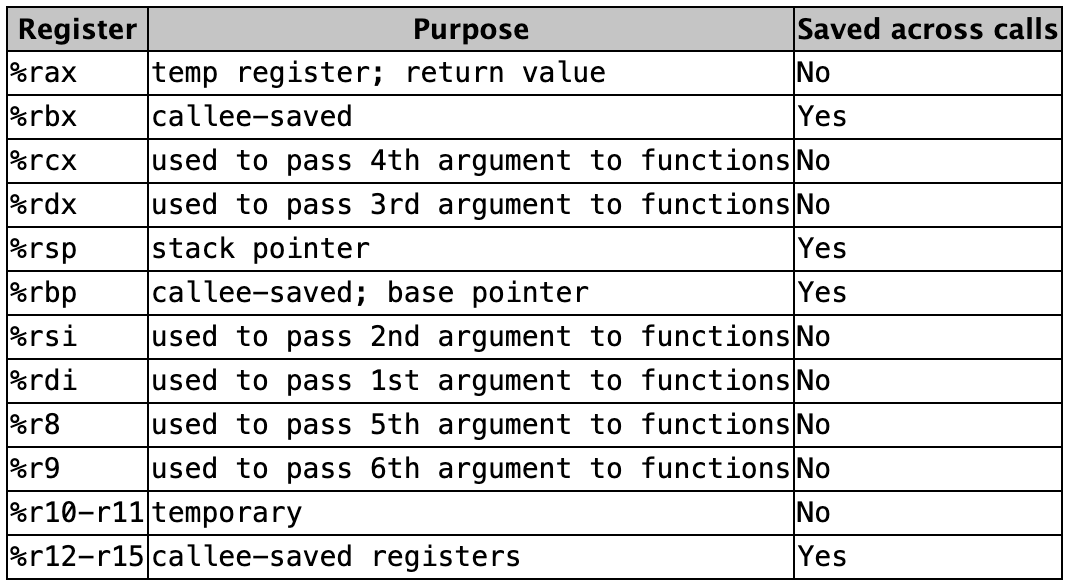 Register Purpose Saved across calls
%rax temp register; return value No
%rbx callee-saved Yes
%rcx used to pass 4th argument to functions No
%rdx used to pass 3rd argument to functions No
%rsp stack pointer Yes
%rbp callee-saved; base pointer Yes
%rsi used to pass 2nd argument to functions No
%rdi used to pass 1st argument to functions No
%r8 used to pass 5th argument to functions No
%r9 used to pass 6th argument to functions No
%r10-r11 temporary No
%r12-r15 callee-saved registers Yes